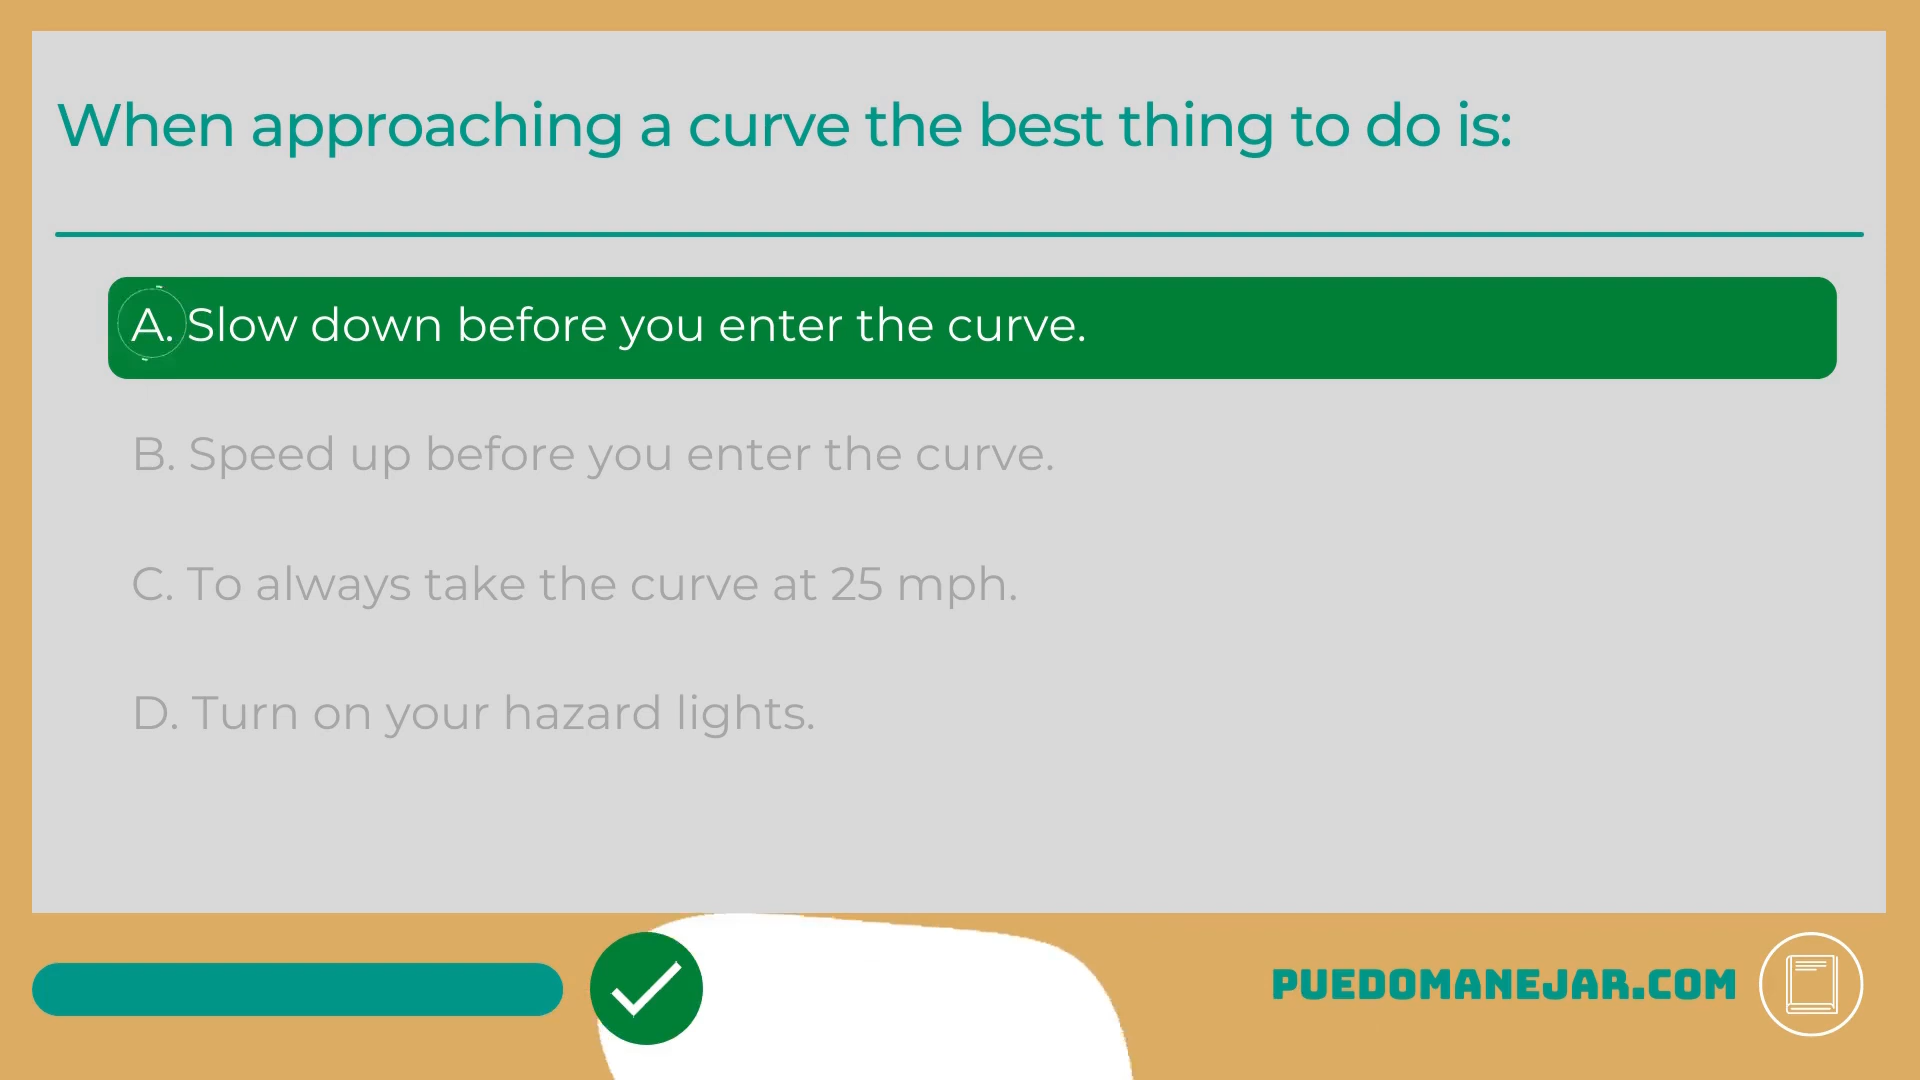 When approaching a curve the best thing to do is:
A. Slow down before you enter the curve.
B. Speed up before you enter the curve.
C. To always take the curve at 25 mph.
D. Turn on your hazard lights.
PUEDOMANEJAR.COM